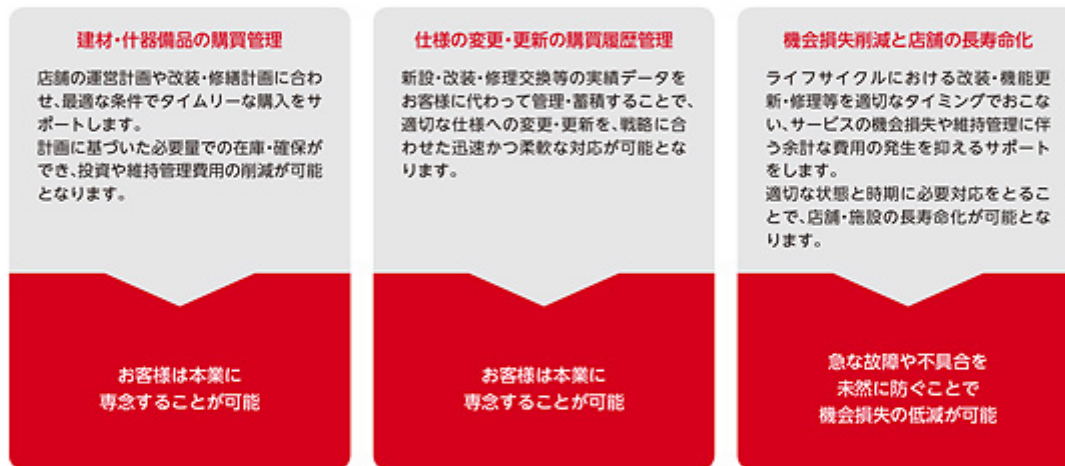 建材・什器備品の購買管理
店舗の運営計画や改装・修繕計画に合わ
せ、最適な条件でタイムリーな購入をサ
ポートします。
計画に基づいた必要量での在庫・確保が
でき、投資や維持管理費用の削減が可能
となります。
お客様は本業に
専念することが可能
仕様の変更・更新の購買履歴管理
新設・改装・修理交換等の実績データを
お客様に代わって管理・蓄積することで、
適切な仕様への変更・更新を、戦略に合
わせた迅速かつ柔軟な対応が可能とな
ります。
お客様は本業に
専念することが可能
機会損失削減と店舗の長寿命化
ライフサイクルにおける改装・機能更
新・修理等を適切なタイミングでおこな
い、サービスの機会損失や維持管理に伴
う余計な費用の発生を抑えるサポート
をします。
適切な状態と時期に必要対応をとるこ
とで、店舗・施設の長寿命化が可能とな
ります。
急な故障や不具合を
未然に防ぐことで
機会損失の低減が可能